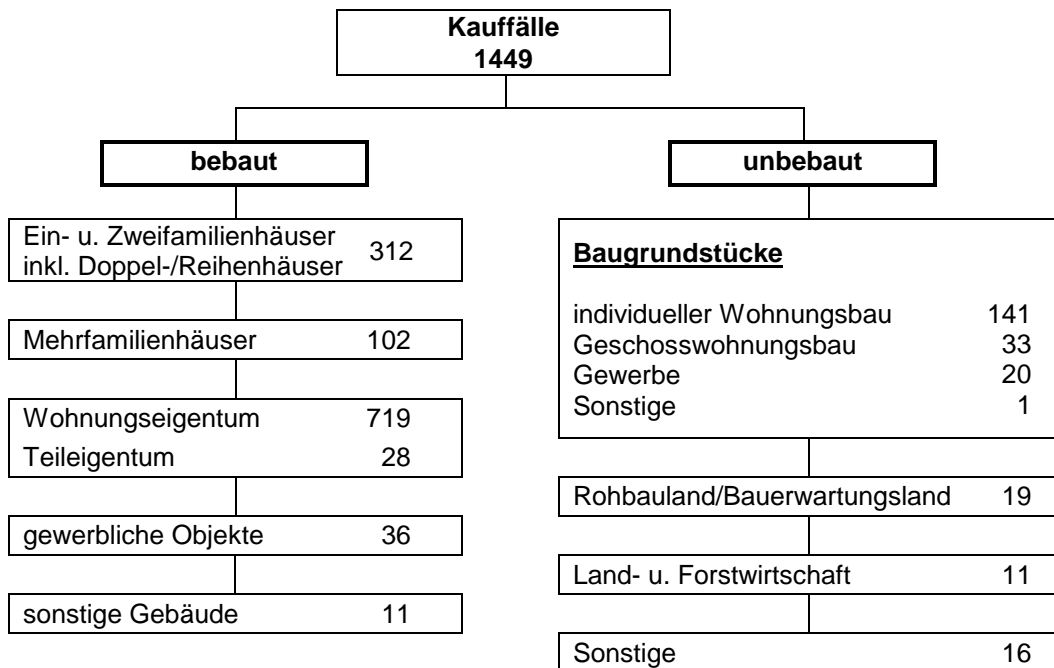 Kauffälle
1449
bebaut
Ein- u. Zweifamilienhäuser
inkl. Doppel-/Reihenhäuser 312
Mehrfamilienhäuser 102
Wohnungseigentum 719
Teileigentum 28
gewerbliche Objekte 36
sonstige Gebäude 11
unbebaut
Baugrundstücke
individueller Wohnungsbau 141
Geschosswohnungsbau 33
Gewerbe 20
Sonstige 1
Rohbauland/Bauerwartungsland 19
Land- u. Forstwirtschaft 11
Sonstige 16